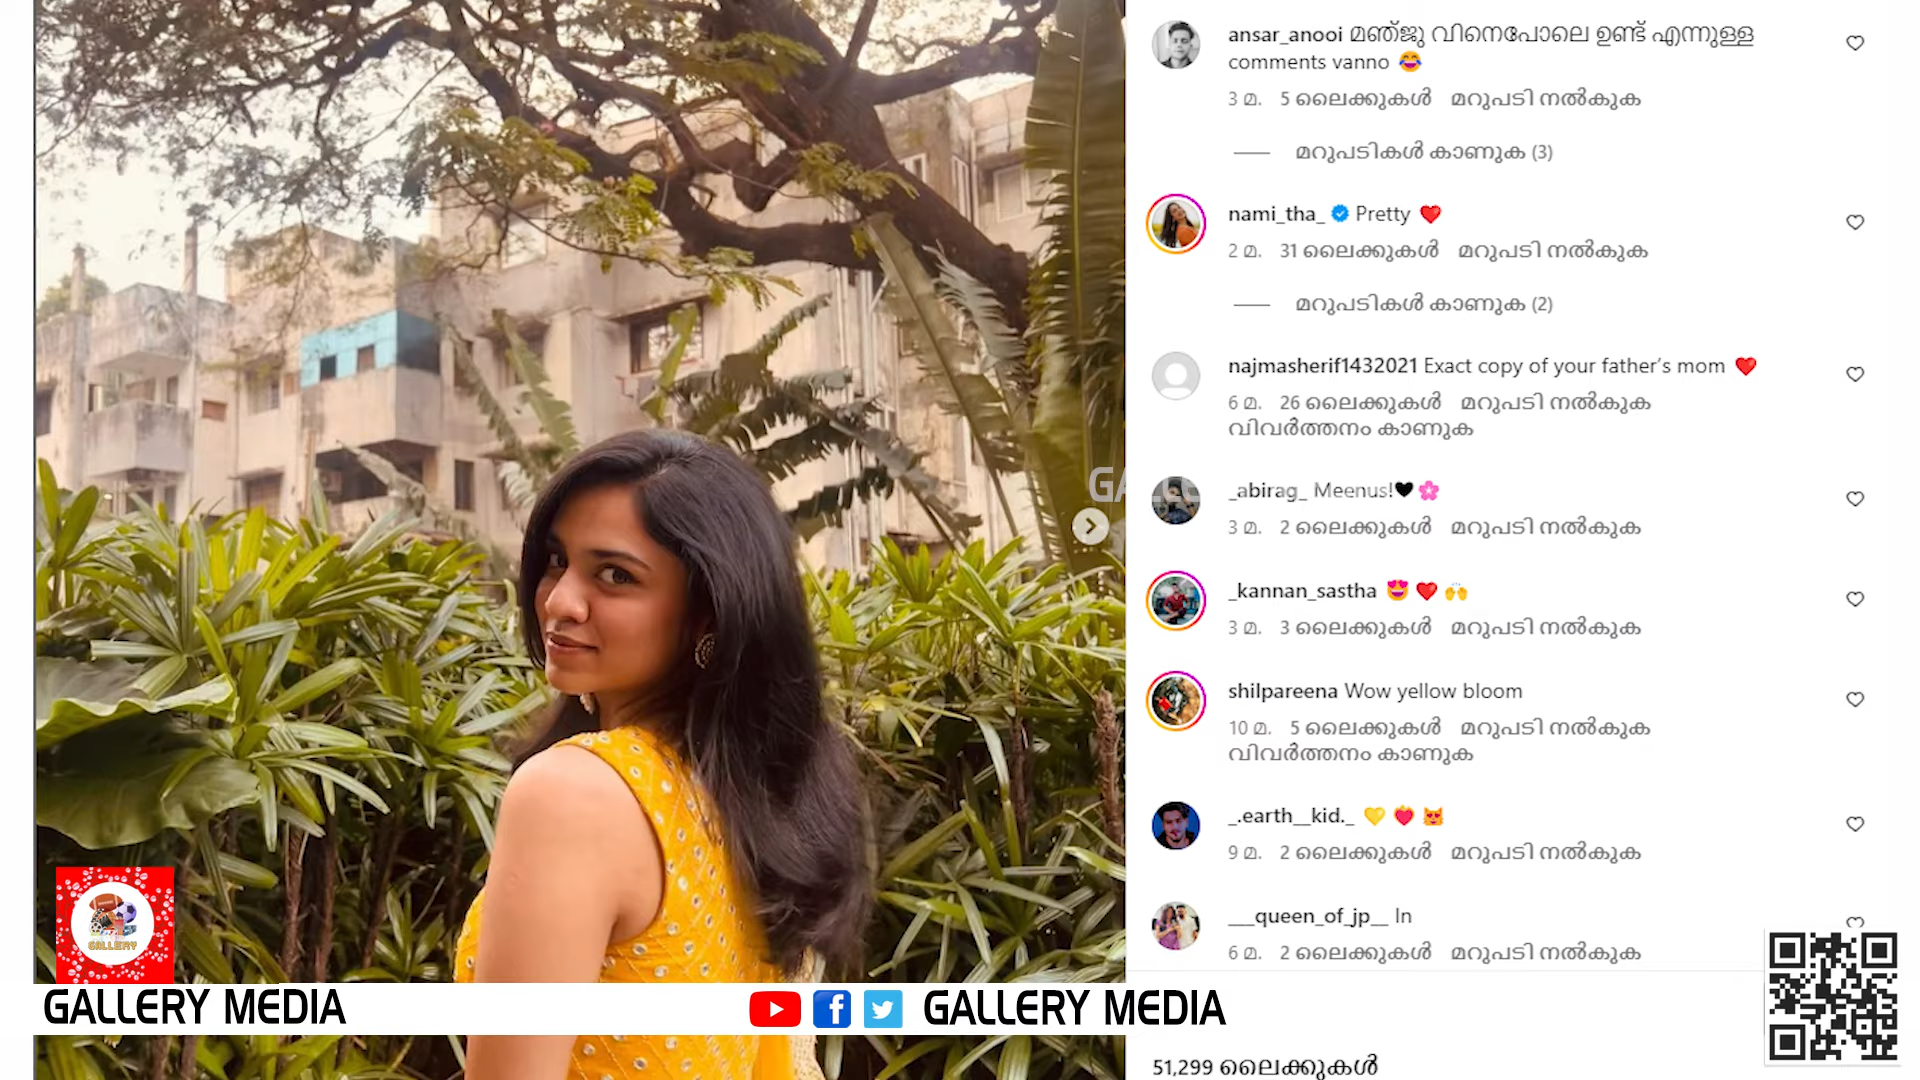 ansar_anooi മഞ്ജു വിനെപോലെ ഉണ്ട് എന്നുള്ള
comments vanno 😂
3 മ. 5 ലൈക്കുകൾ മറുപടി നൽകുക
മറുപടികൾ കാണുക (3)
nami_tha_ Pretty ❤️
2 മ. 31 ലൈക്കുകൾ മറുപടി നൽകുക
മറുപടികൾ കാണുക (2)
najmasherif1432021 Exact copy of your father's mom ❤️
6 മ. 26 ലൈക്കുകൾ മറുപടി നൽകുക
വിവർത്തനം കാണുക
_abirag_ Meenus!🖤🌸
3 മ. 2 ലൈക്കുകൾ മറുപടി നൽകുക
_kannan_sastha 😍❤️🙌
3 മ. 3 ലൈക്കുകൾ മറുപടി നൽകുക
shilpareena Wow yellow bloom
10 മ. 5 ലൈക്കുകൾ മറുപടി നൽകുക
വിവർത്തനം കാണുക
_.earth__kid._ 💛❤️‍🔥😻
9 മ. 2 ലൈക്കുകൾ മറുപടി നൽകുക
___queen_of_jp__ In
6 മ. 2 ലൈക്കുകൾ മറുപടി നൽകുക
GALLERY
GALLERY MEDIA
GALLERY MEDIA
51,299 ലൈക്കുകൾ